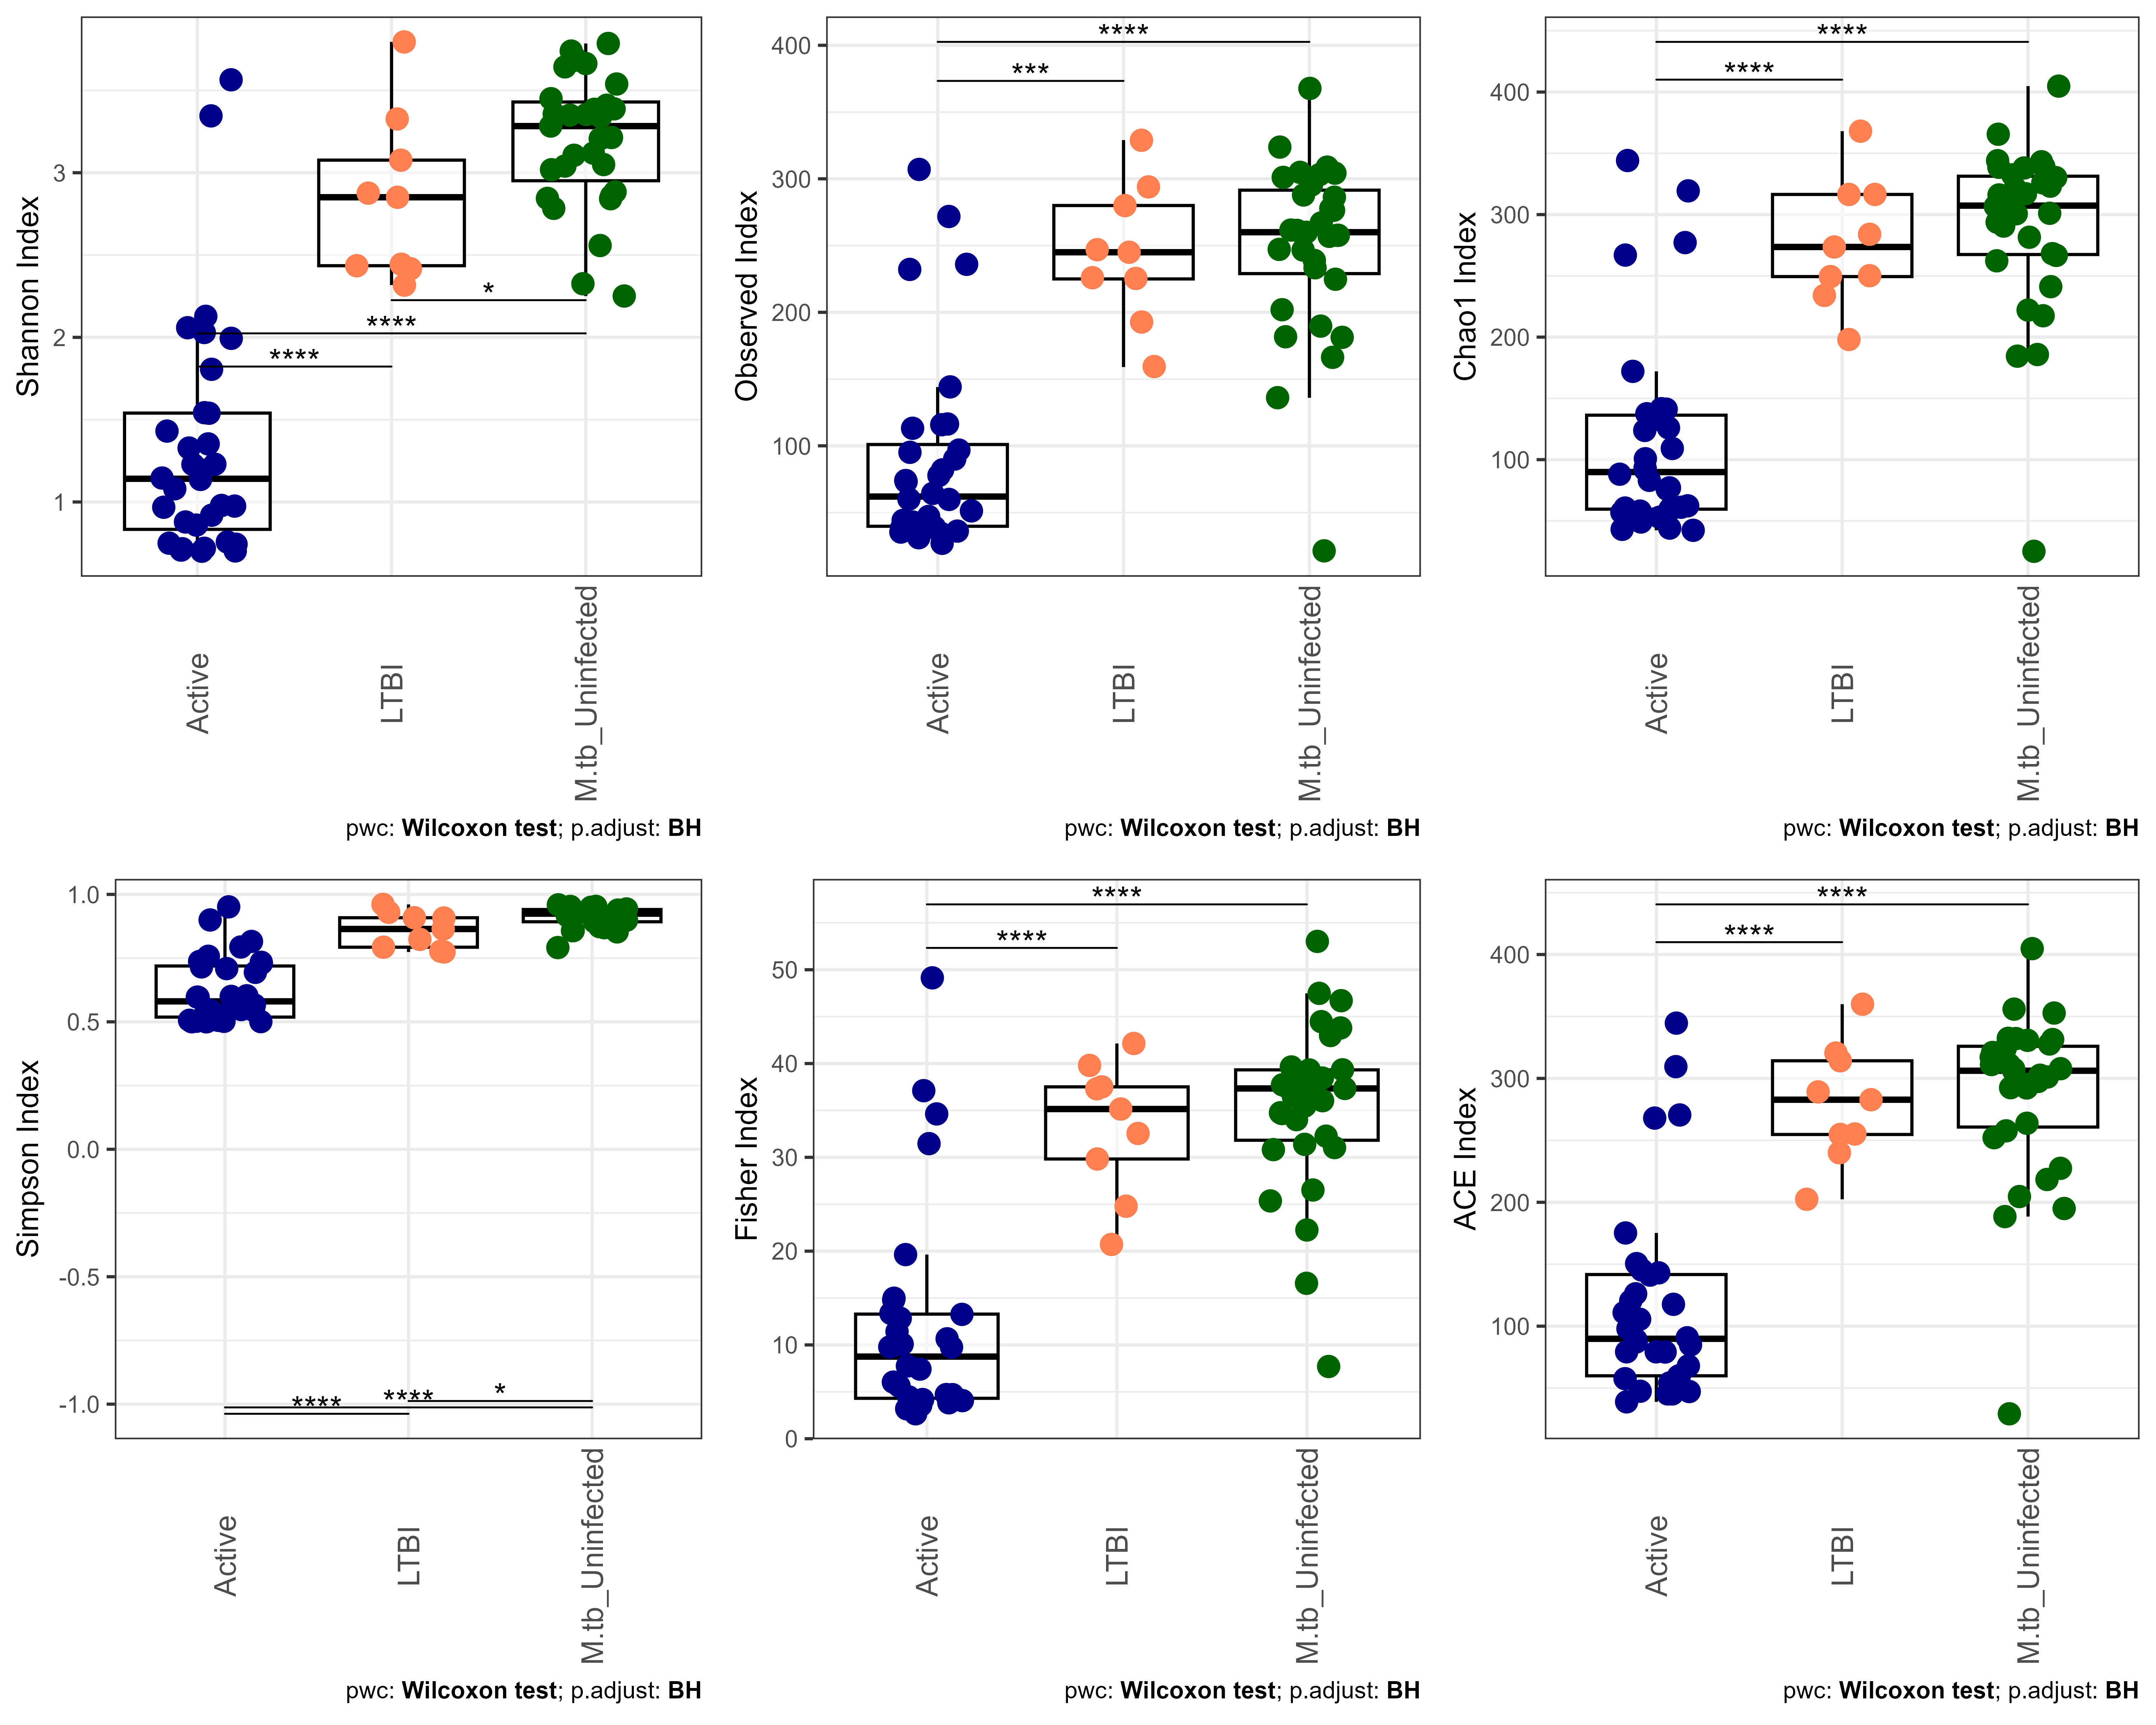 Shannon Index
3
2
1
****
****
*
Active
LTBI
M.tb_Uninfected
pwc: Wilcoxon test; p.adjust: BH
Observed Index
400
300
200
100
****
***
Active
LTBI
M.tb_Uninfected
pwc: Wilcoxon test; p.adjust: BH
Chao1 Index
400
300
200
100
****
****
Active
LTBI
M.tb_Uninfected
pwc: Wilcoxon test; p.adjust: BH
Simpson Index
1.0
0.5
0.0
-0.5
-1.0
****
****
*
Active
LTBI
M.tb_Uninfected
pwc: Wilcoxon test; p.adjust: BH
Fisher Index
50
40
30
20
10
0
****
****
Active
LTBI
M.tb_Uninfected
pwc: Wilcoxon test; p.adjust: BH
ACE Index
400
300
200
100
****
****
Active
LTBI
M.tb_Uninfected
pwc: Wilcoxon test; p.adjust: BH